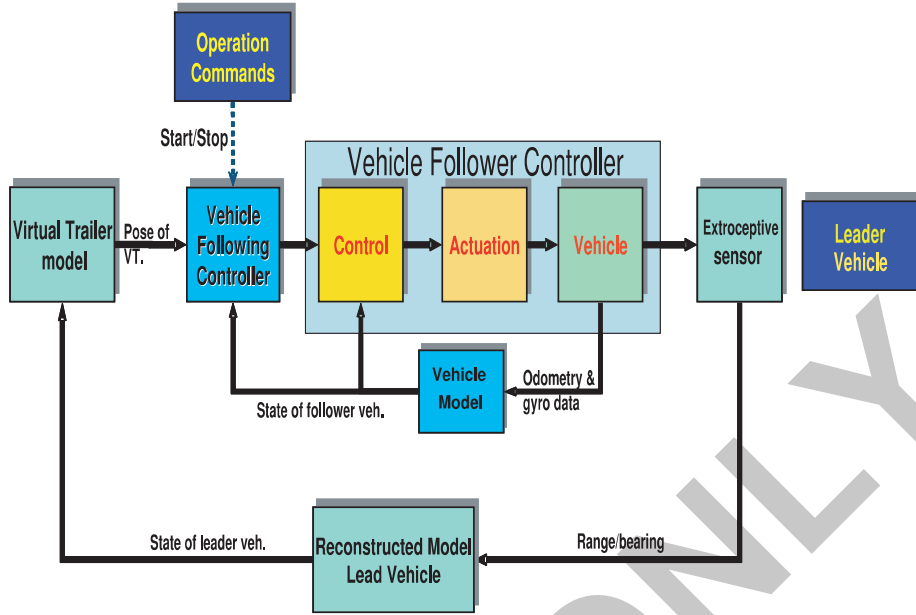 Operation
Commands
Start/Stop
Vehicle Follower Controller
Virtual Trailer
model
Pose of
VT.
Vehicle
Following
Controller
Control
Actuation
Vehicle
Extroceptive
sensor
Leader
Vehicle
Vehicle
Model
Odometry &
gyro data
State of follower veh.
State of leader veh.
Reconstructed Model
Lead Vehicle
Range/bearing
ONLY